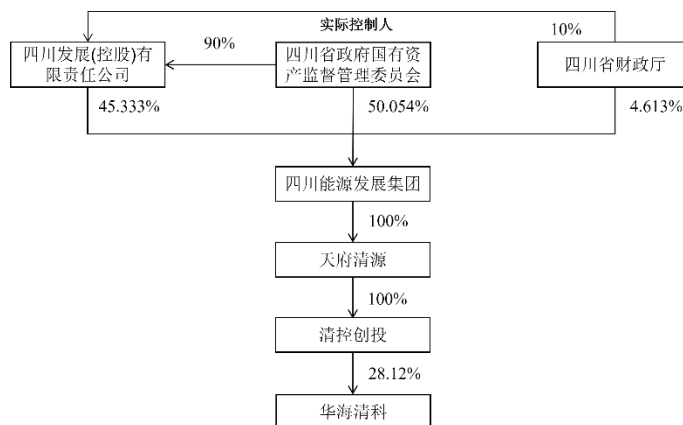 实际控制人
10%
90%
四川发展(控股)有
限责任公司
四川省政府国有资
产监督管理委员会
四川省财政厅
45.333%
50.054%
4.613%
四川能源发展集团
100%
天府清源
100%
清控创投
28.12%
华海清科